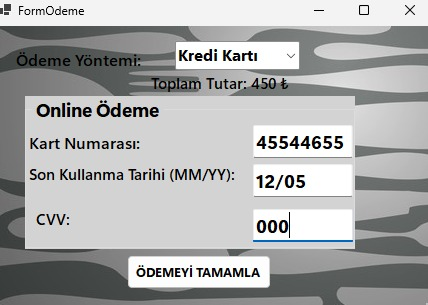 FormOdeme
Ödeme Yöntemi: Kredi Kartı
Toplam Tutar: 450 ₺
Online Ödeme
Kart Numarası: 45544655
Son Kullanma Tarihi (MM/YY): 12/05
CVV: 000
ÖDEMEYİ TAMAMLA